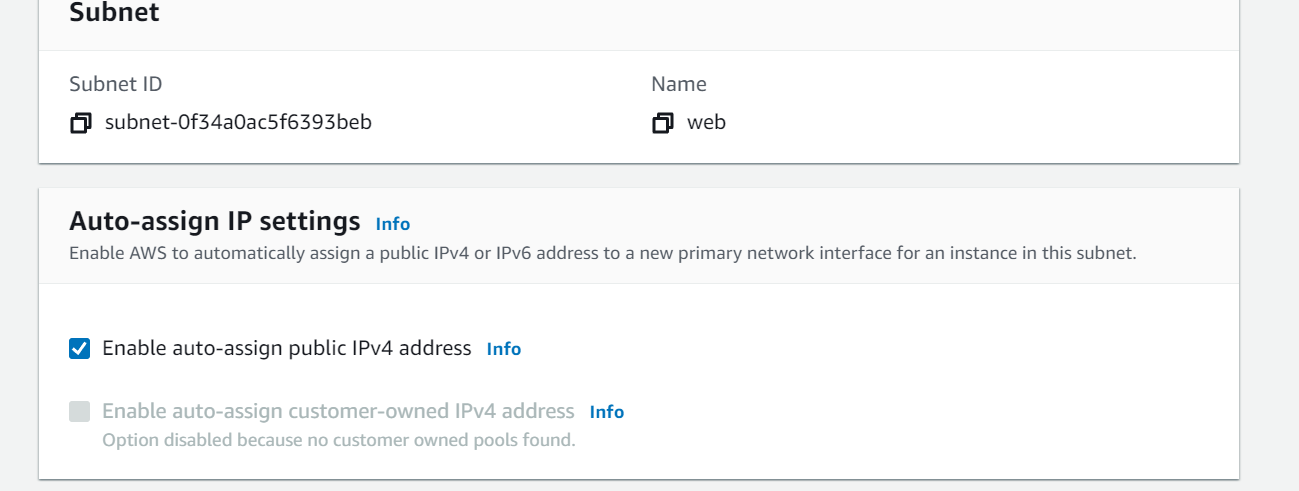 Subnet
Subnet ID
Name
subnet-0f34a0ac5f6393beb
web
Auto-assign IP settings Info
Enable AWS to automatically assign a public IPv4 or IPv6 address to a new primary network interface for an instance in this subnet.
Enable auto-assign public IPv4 address Info
Enable auto-assign customer-owned IPv4 address Info
Option disabled because no customer owned pools found.